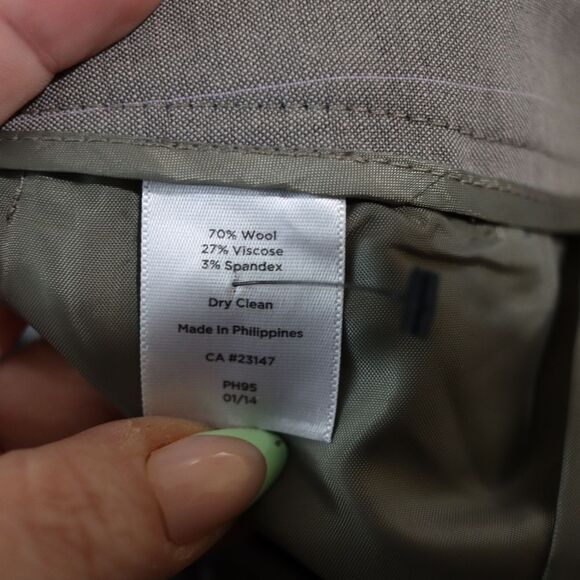 70% Wool
27% Viscose
3% Spandex
Dry Clean
Made in Philippines
CA #23147
PH95
01/14